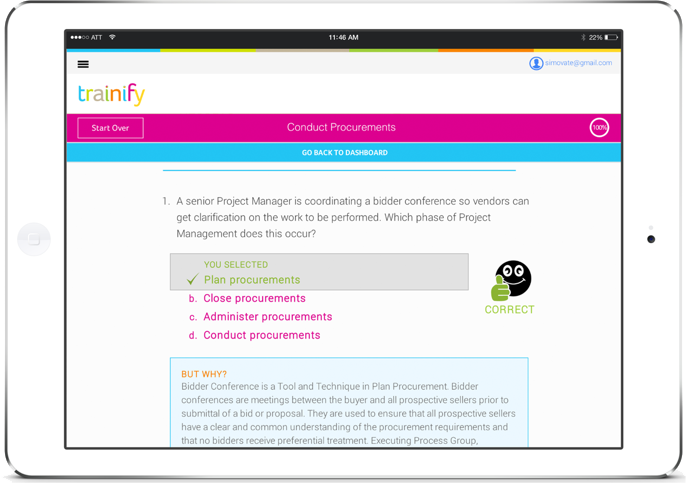 ATT 11:46 AM 22%
simovate@gmail.com
trainify
Start Over Conduct Procurements 100%
GO BACK TO DASHBOARD
1. A senior Project Manager is coordinating a bidder conference so vendors can
get clarification on the work to be performed. Which phase of Project
Management does this occur?
YOU SELECTED
Plan procurements
b. Close procurements
c. Administer procurements
d. Conduct procurements
CORRECT
BUT WHY?
Bidder Conference is a Tool and Technique in Plan Procurement. Bidder
conferences are meetings between the buyer and all prospective sellers prior to
submittal of a bid or proposal. They are used to ensure that all prospective sellers
have a clear and common understanding of the procurement requirements and
that no bidders receive preferential treatment. Executing Process Group,